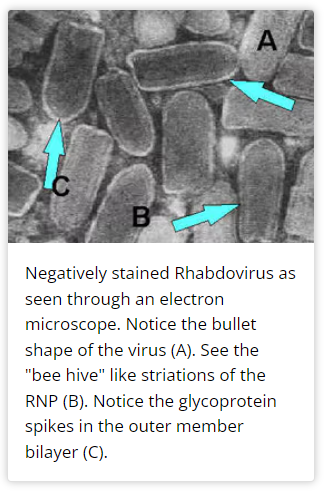 A
C
B
Negatively stained Rhabdovirus as
seen through an electron
microscope. Notice the bullet
shape of the virus (A). See the
"bee hive" like striations of the
RNP (B). Notice the glycoprotein
spikes in the outer member
bilayer (C).